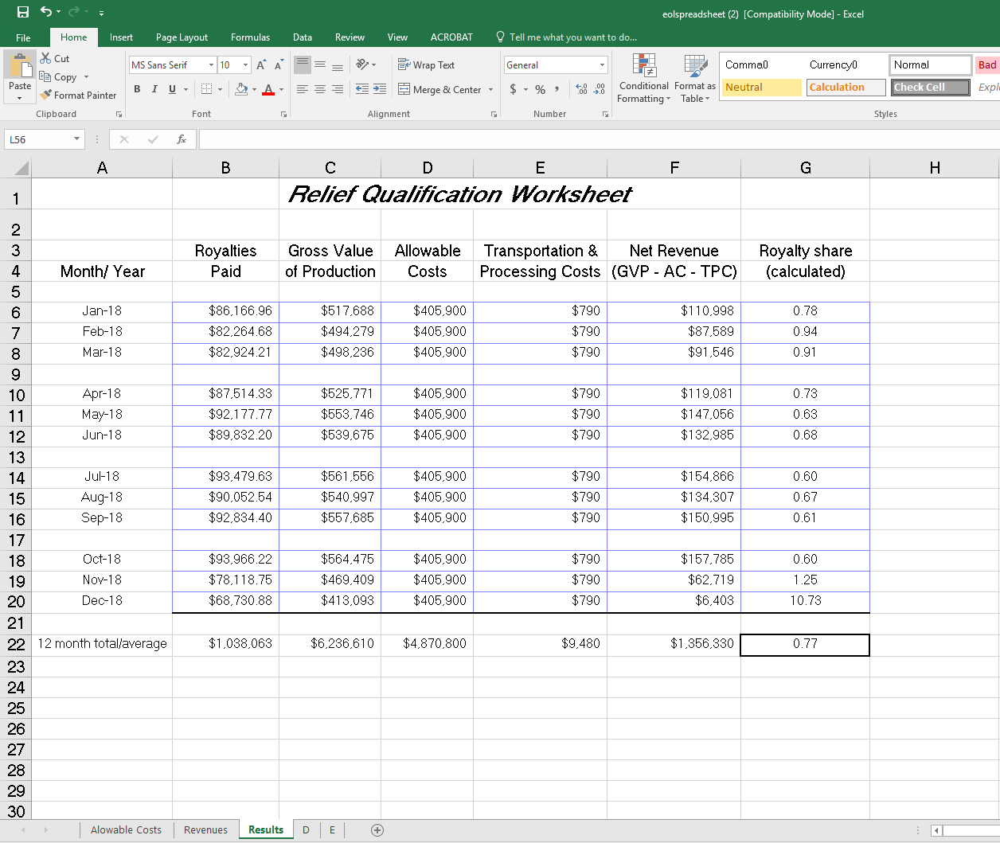 eolspreadsheet (2) [Compatibility Mode] - Excel
File Home Insert Page Layout Formulas Data Review View ACROBAT Tell me what you want to do...
Paste Cut
Copy
Format Painter
Clipboard
MS Sans Serif 10 A A
B I U A
Font
Wrap Text
Merge & Center
Alignment
General
$ % , .0 .00 .00 .0
Number
Conditional Formatting
Format as Table
Comma0 Currency0 Normal Bad
Neutral Calculation Check Cell
Styles
L56 fx
A B C D E F G H
1 Relief Qualification Worksheet
2
3 Royalties Gross Value Allowable Transportation & Net Revenue Royalty share
4 Month/ Year Paid of Production Costs Processing Costs (GVP - AC - TPC) (calculated)
5
6 Jan-18 $86,166.96 $517,688 $405,900 $790 $110,998 0.78
7 Feb-18 $82,264.68 $494,279 $405,900 $790 $87,589 0.94
8 Mar-18 $82,924.21 $498,236 $405,900 $790 $91,546 0.91
9
10 Apr-18 $87,514.33 $525,771 $405,900 $790 $119,081 0.73
11 May-18 $92,177.77 $553,746 $405,900 $790 $147,056 0.63
12 Jun-18 $89,832.20 $539,675 $405,900 $790 $132,985 0.68
13
14 Jul-18 $93,479.63 $561,556 $405,900 $790 $154,866 0.60
15 Aug-18 $90,052.54 $540,997 $405,900 $790 $134,307 0.67
16 Sep-18 $92,834.40 $557,685 $405,900 $790 $150,995 0.61
17
18 Oct-18 $93,966.22 $564,475 $405,900 $790 $157,785 0.60
19 Nov-18 $78,118.75 $469,409 $405,900 $790 $62,719 1.25
20 Dec-18 $68,730.88 $413,093 $405,900 $790 $6,403 10.73
21
22 12 month total/average $1,038,063 $6,236,610 $4,870,800 $9,480 $1,356,330 0.77
23
24
25
26
27
28
29
30
Alowable Costs Revenues Results D E